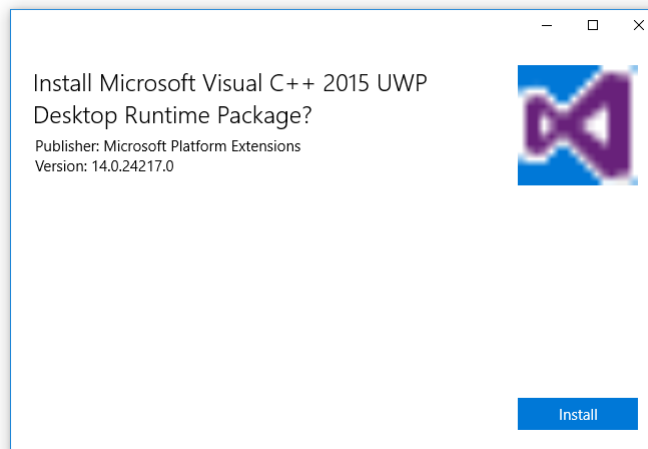 Install Microsoft Visual C++ 2015 UWP
Desktop Runtime Package?
Publisher: Microsoft Platform Extensions
Version: 14.0.24217.0
Install